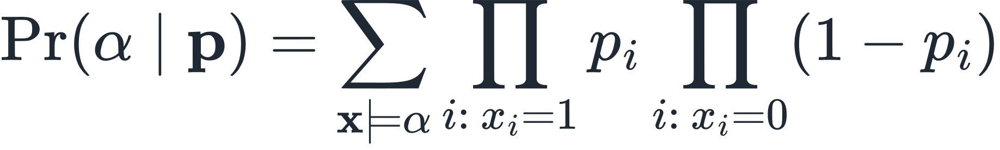 Pr(α | **p**) = ∑_{**x**⊨α} ∏_{i: x_i=1} p_i ∏_{i: x_i=0} (1 − p_i)